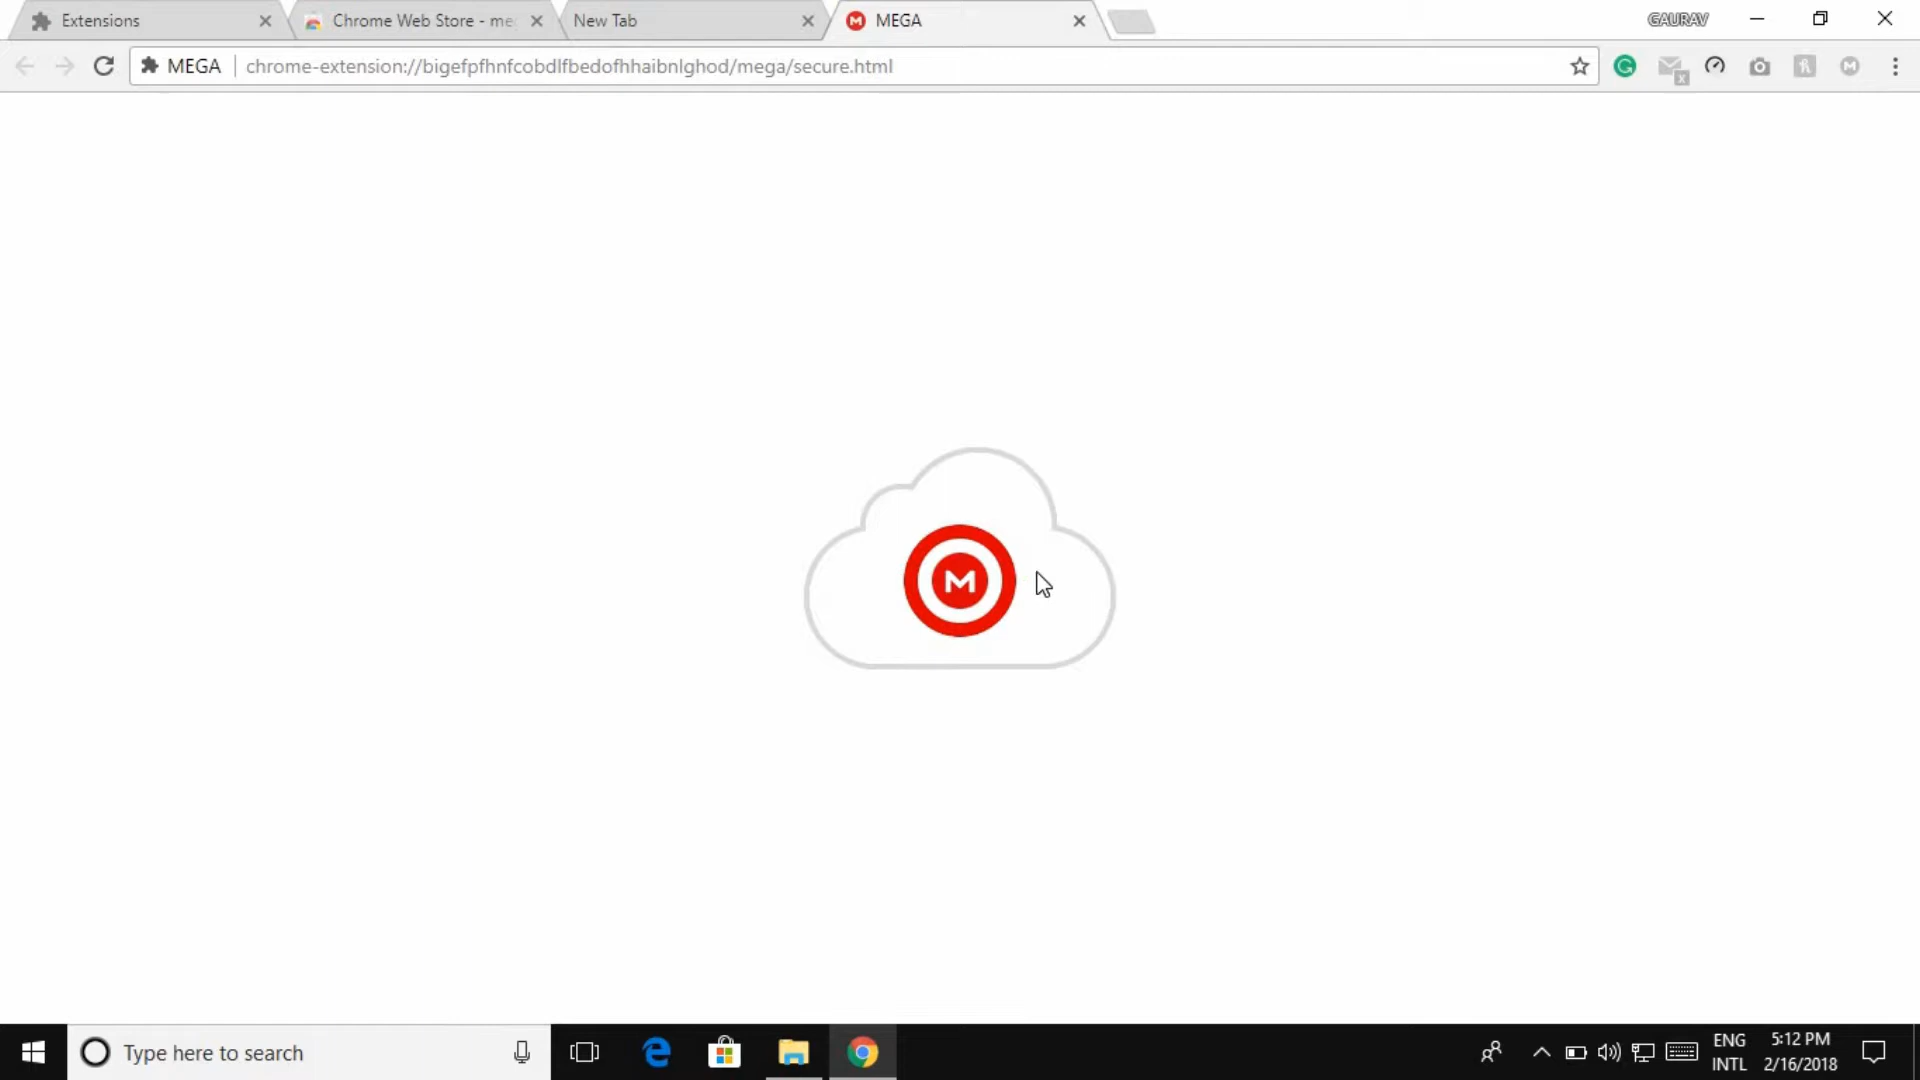 Extensions
Chrome Web Store - me
New Tab
MEGA
GAURAV
MEGA
chrome-extension://bigefpfhnfcobdlfbedofhhaibnlghod/mega/secure.html
M
Type here to search
ENG
INTL
5:12 PM
2/16/2018